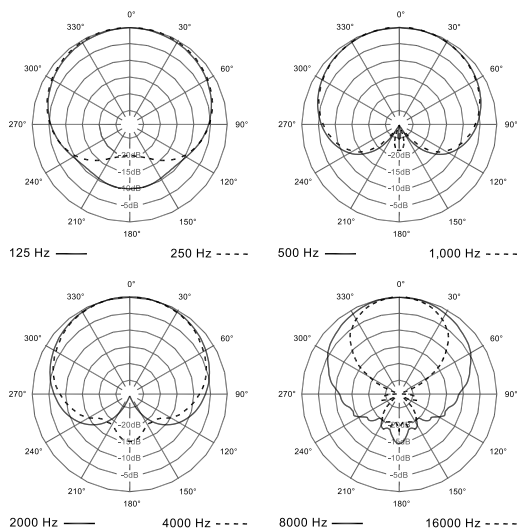 0° 0°
330° 30° 330° 30°
300° 60° 300° 60°
270° 90° 270° 90°
-20dB -20dB
240° -15dB 120° 240° -15dB 120°
-10dB -10dB
-5dB -5dB
210° 150° 210° 150°
180° 180°
125 Hz 250 Hz 500 Hz 1,000 Hz
0° 0°
330° 30° 330° 30°
300° 60° 300° 60°
270° 90° 270° 90°
-20dB -20dB
240° -15dB 120° 240° -15dB 120°
-10dB -10dB
-5dB -5dB
210° 150° 210° 150°
180° 180°
2000 Hz 4000 Hz 8000 Hz 16000 Hz